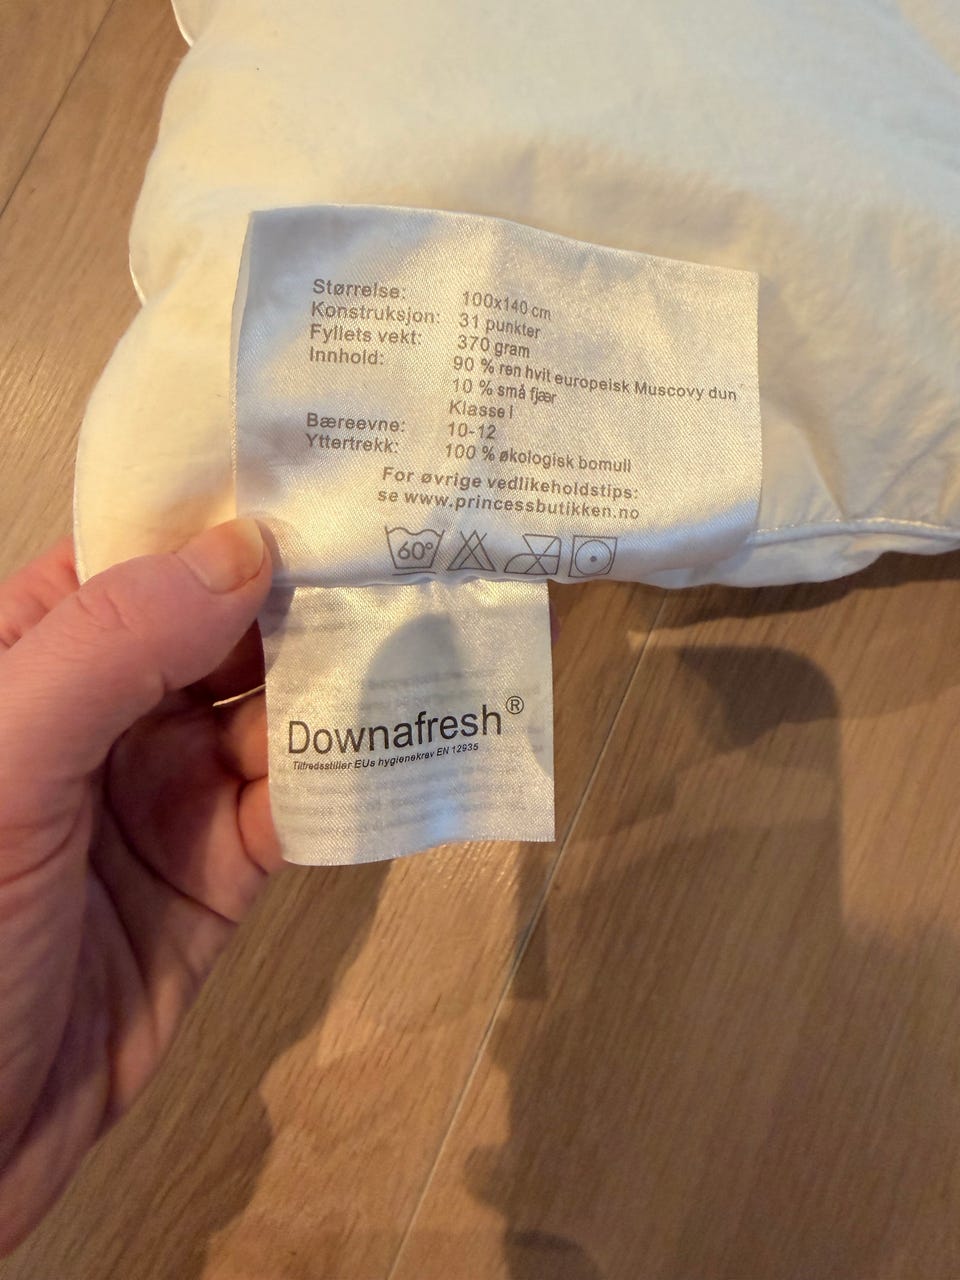 Størrelse: 100x140 cm
Konstruksjon: 31 punkter
Fyllets vekt: 370 gram
Innhold: 90 % ren hvit europeisk Muscovy dun
10 % små fjær
Klasse I
Bæreevne: 10-12
Yttertrekk: 100 % økologisk bomull
For øvrige vedlikeholdstips:
se www.princessbutikken.no
60°
Downafresh®
Tilfredsstiller EUs hygienekrav EN 12935